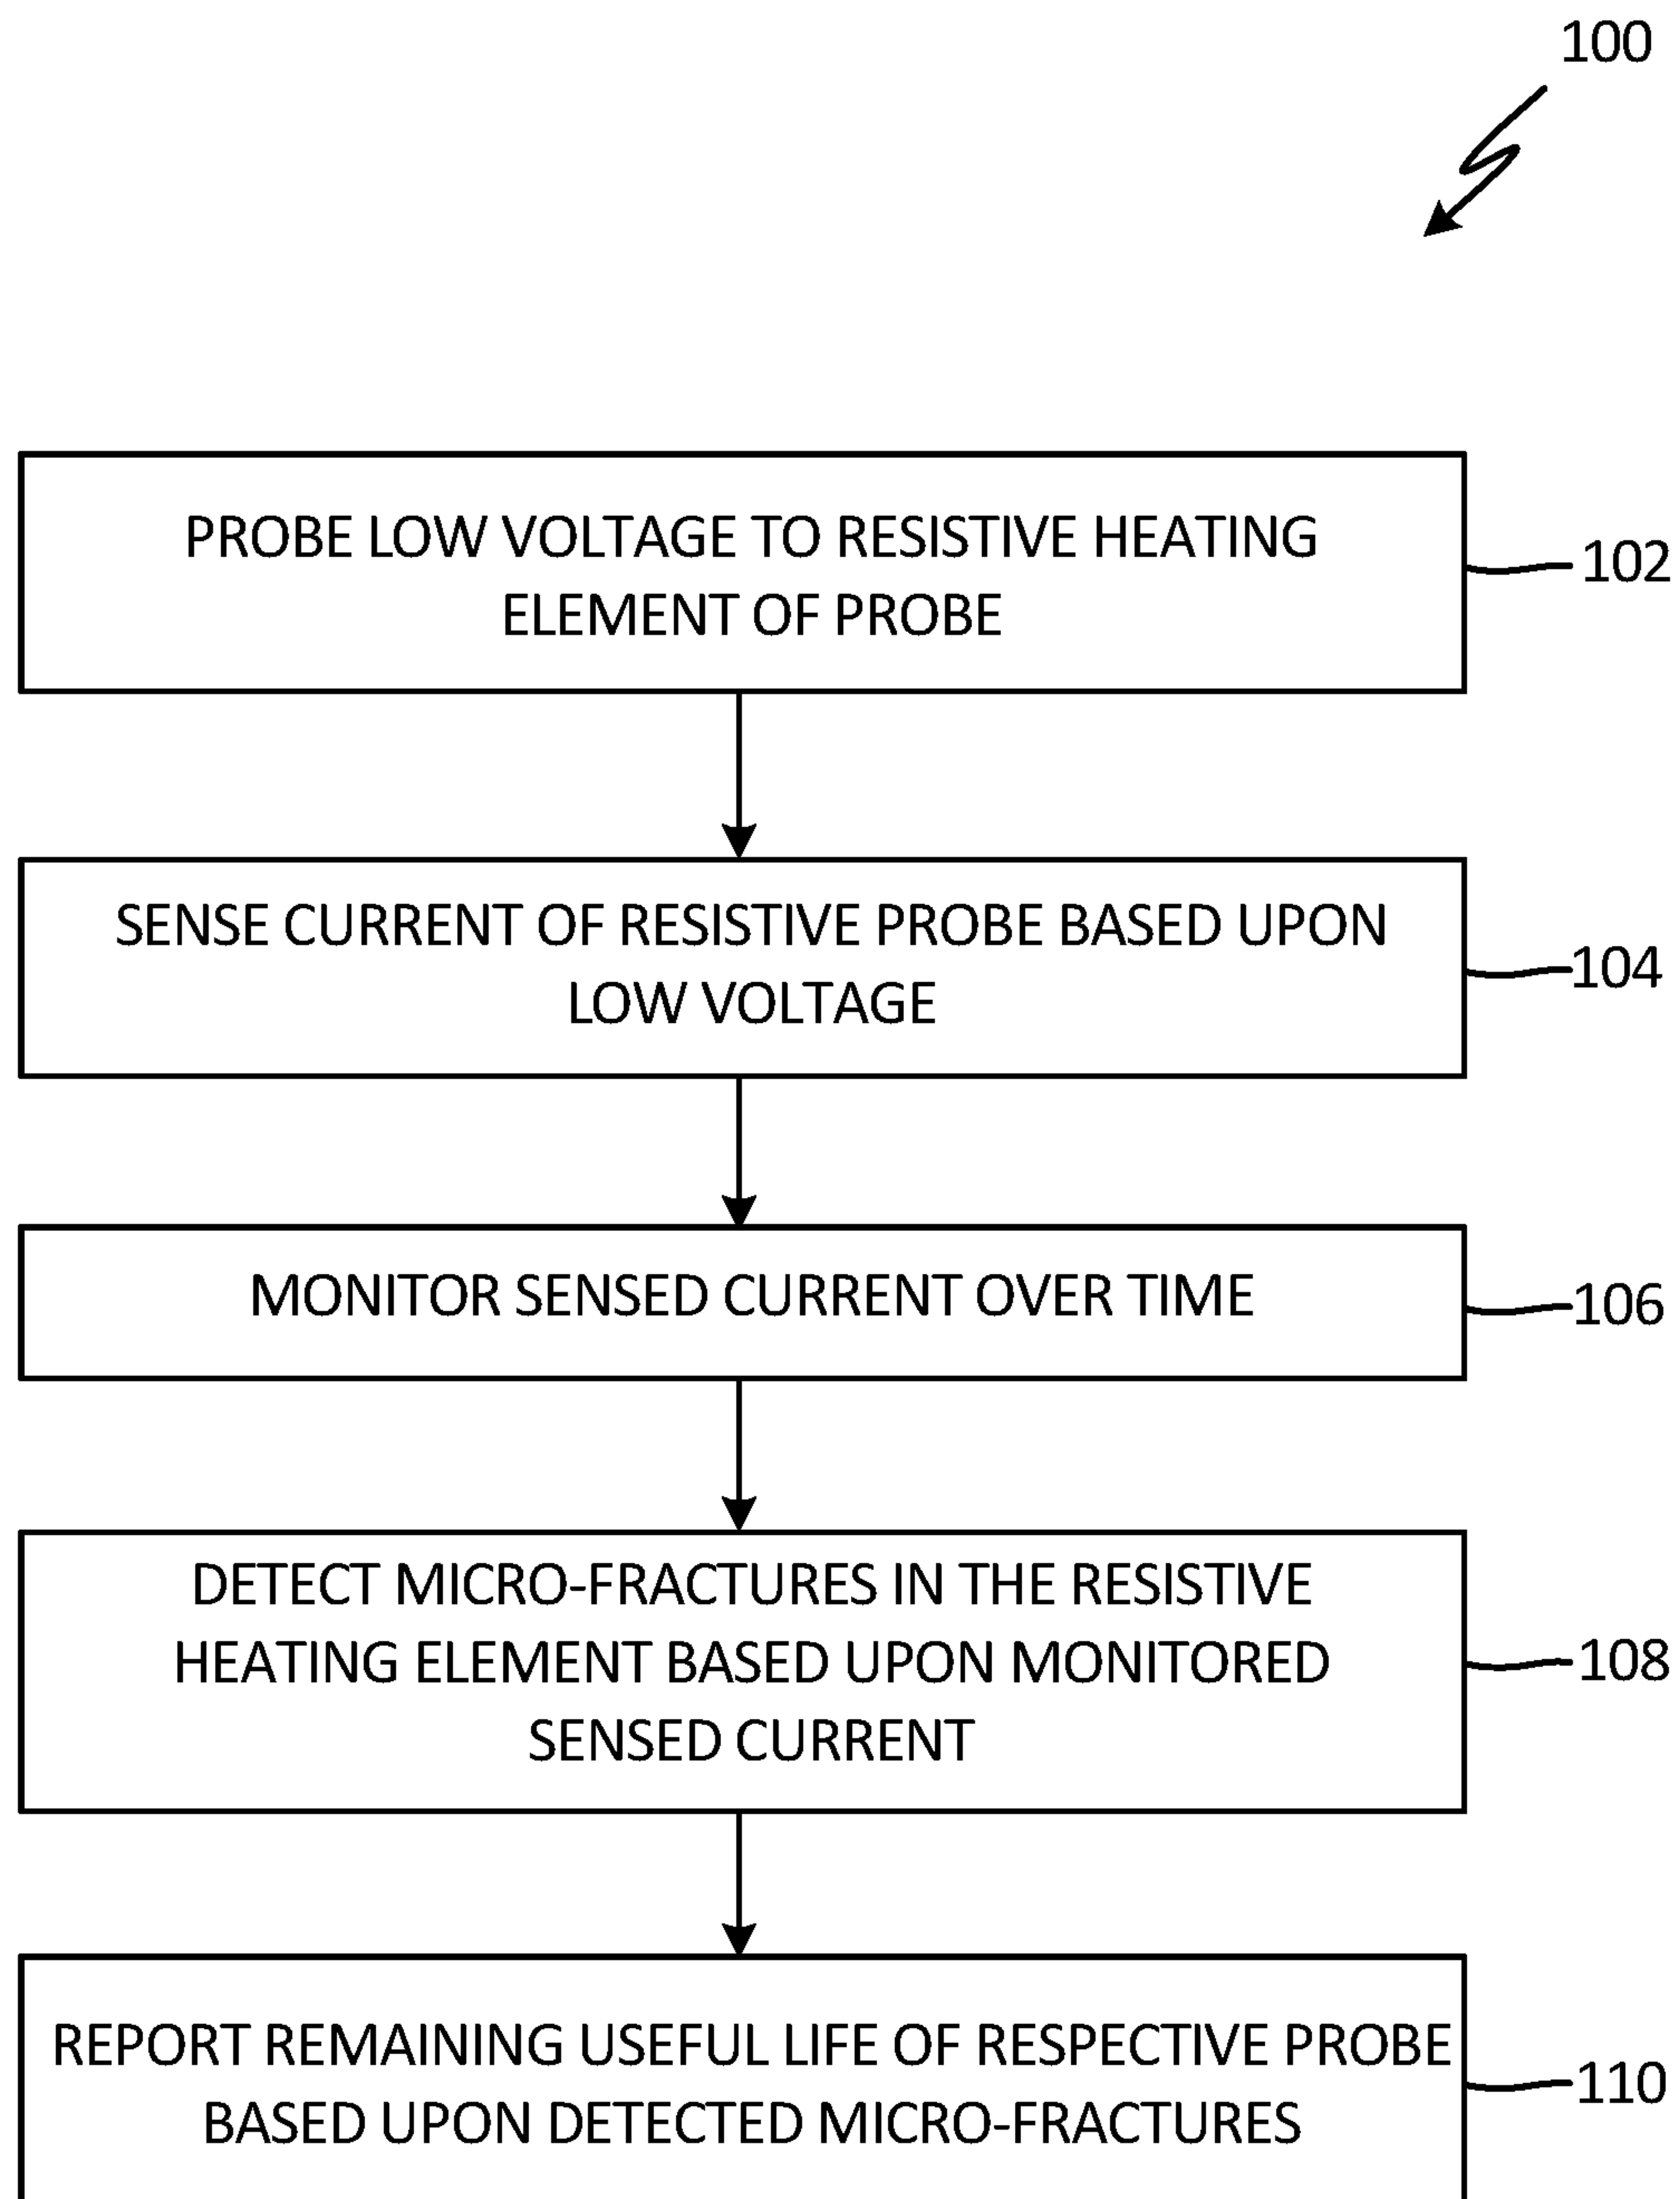 100
PROBE LOW VOLTAGE TO RESISTIVE HEATING
ELEMENT OF PROBE
102
SENSE CURRENT OF RESISTIVE PROBE BASED UPON
LOW VOLTAGE
104
MONITOR SENSED CURRENT OVER TIME
106
DETECT MICRO-FRACTURES IN THE RESISTIVE
HEATING ELEMENT BASED UPON MONITORED
SENSED CURRENT
108
REPORT REMAINING USEFUL LIFE OF RESPECTIVE PROBE
BASED UPON DETECTED MICRO-FRACTURES
110